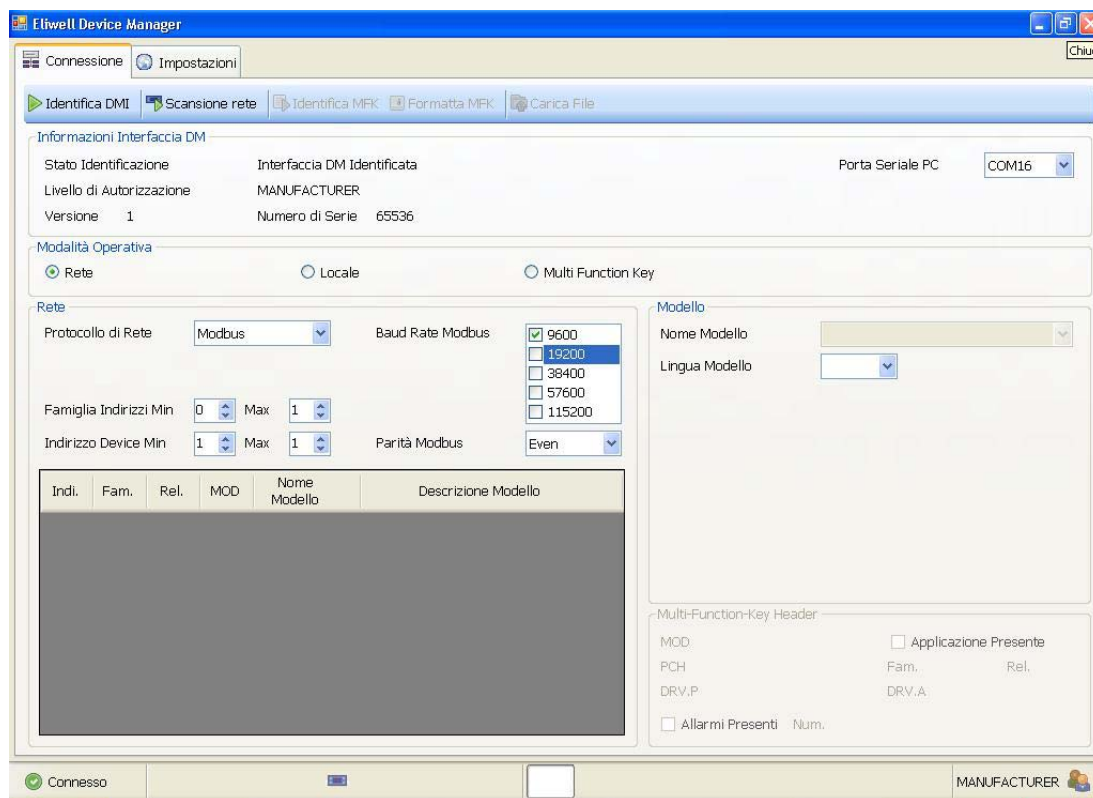 Eliwell Device Manager
Connessione Impostazioni
Chiu
Identifica DMI Scansione rete Identifica MFK Formatta MFK Carica File
Informazioni Interfaccia DM
Stato Identificazione Interfaccia DM Identificata Porta Seriale PC COM16
Livello di Autorizzazione MANUFACTURER
Versione 1 Numero di Serie 65536
Modalità Operativa
Rete Locale Multi Function Key
Rete
Protocollo di Rete Modbus Baud Rate Modbus 9600
19200
38400
57600
115200
Famiglia Indirizzi Min 0 Max 1
Indirizzo Device Min 1 Max 1 Parità Modbus Even
Indi. Fam. Rel. MOD Nome Modello Descrizione Modello
Modello
Nome Modello
Lingua Modello
Multi-Function-Key Header
MOD Applicazione Presente
PCH Fam. Rel.
DRV.P DRV.A
Allarmi Presenti Num.
Connesso MANUFACTURER